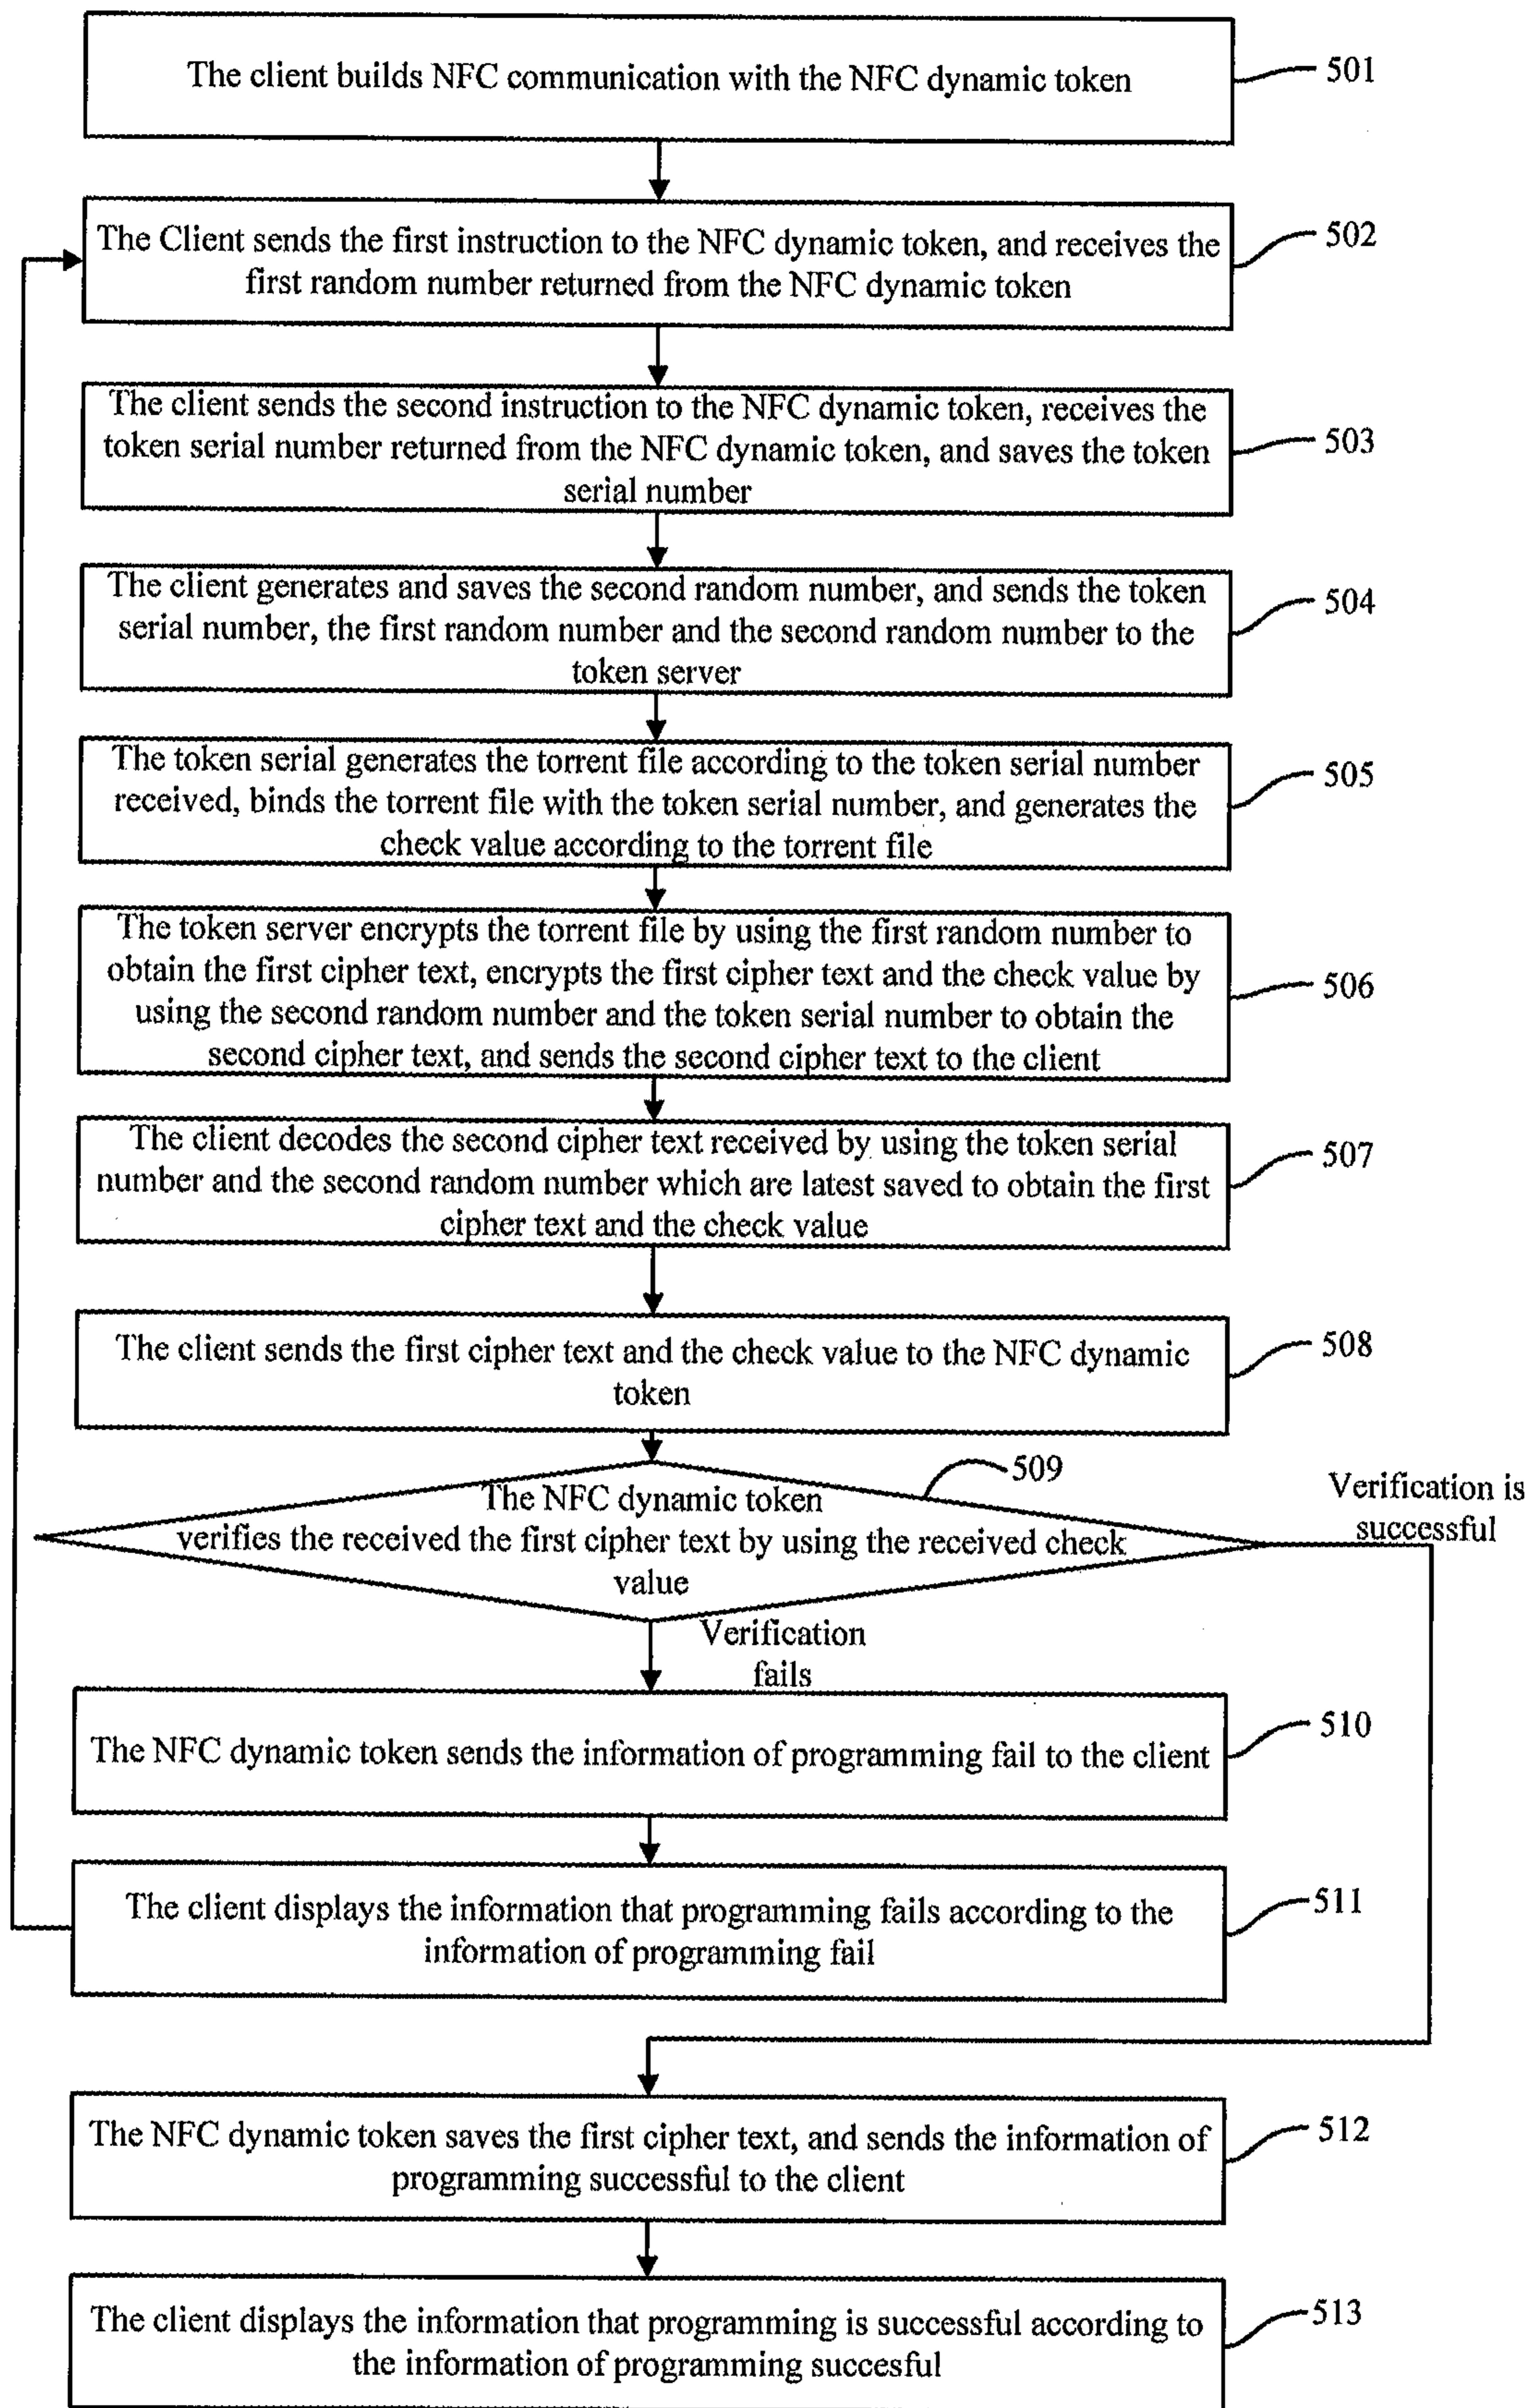 The client builds NFC communication with the NFC dynamic token
501
The Client sends the first instruction to the NFC dynamic token, and receives the
first random number returned from the NFC dynamic token
502
The client sends the second instruction to the NFC dynamic token, receives the
token serial number returned from the NFC dynamic token, and saves the token
serial number
503
The client generates and saves the second random number, and sends the token
serial number, the first random number and the second random number to the
token server
504
The token serial generates the torrent file according to the token serial number
received, binds the torrent file with the token serial number, and generates the
check value according to the torrent file
505
The token server encrypts the torrent file by using the first random number to
obtain the first cipher text, encrypts the first cipher text and the check value by
using the second random number and the token serial number to obtain the
second cipher text, and sends the second cipher text to the client
506
The client decodes the second cipher text received by using the token serial
number and the second random number which are latest saved to obtain the first
cipher text and the check value
507
The client sends the first cipher text and the check value to the NFC dynamic
token
508
509
The NFC dynamic token
verifies the received the first cipher text by using the received check
value
Verification is
successful
Verification
fails
The NFC dynamic token sends the information of programming fail to the client
510
The client displays the information that programming fails according to the
information of programming fail
511
The NFC dynamic token saves the first cipher text, and sends the information of
programming successful to the client
512
The client displays the information that programming is successful according to
the information of programming succesful
513